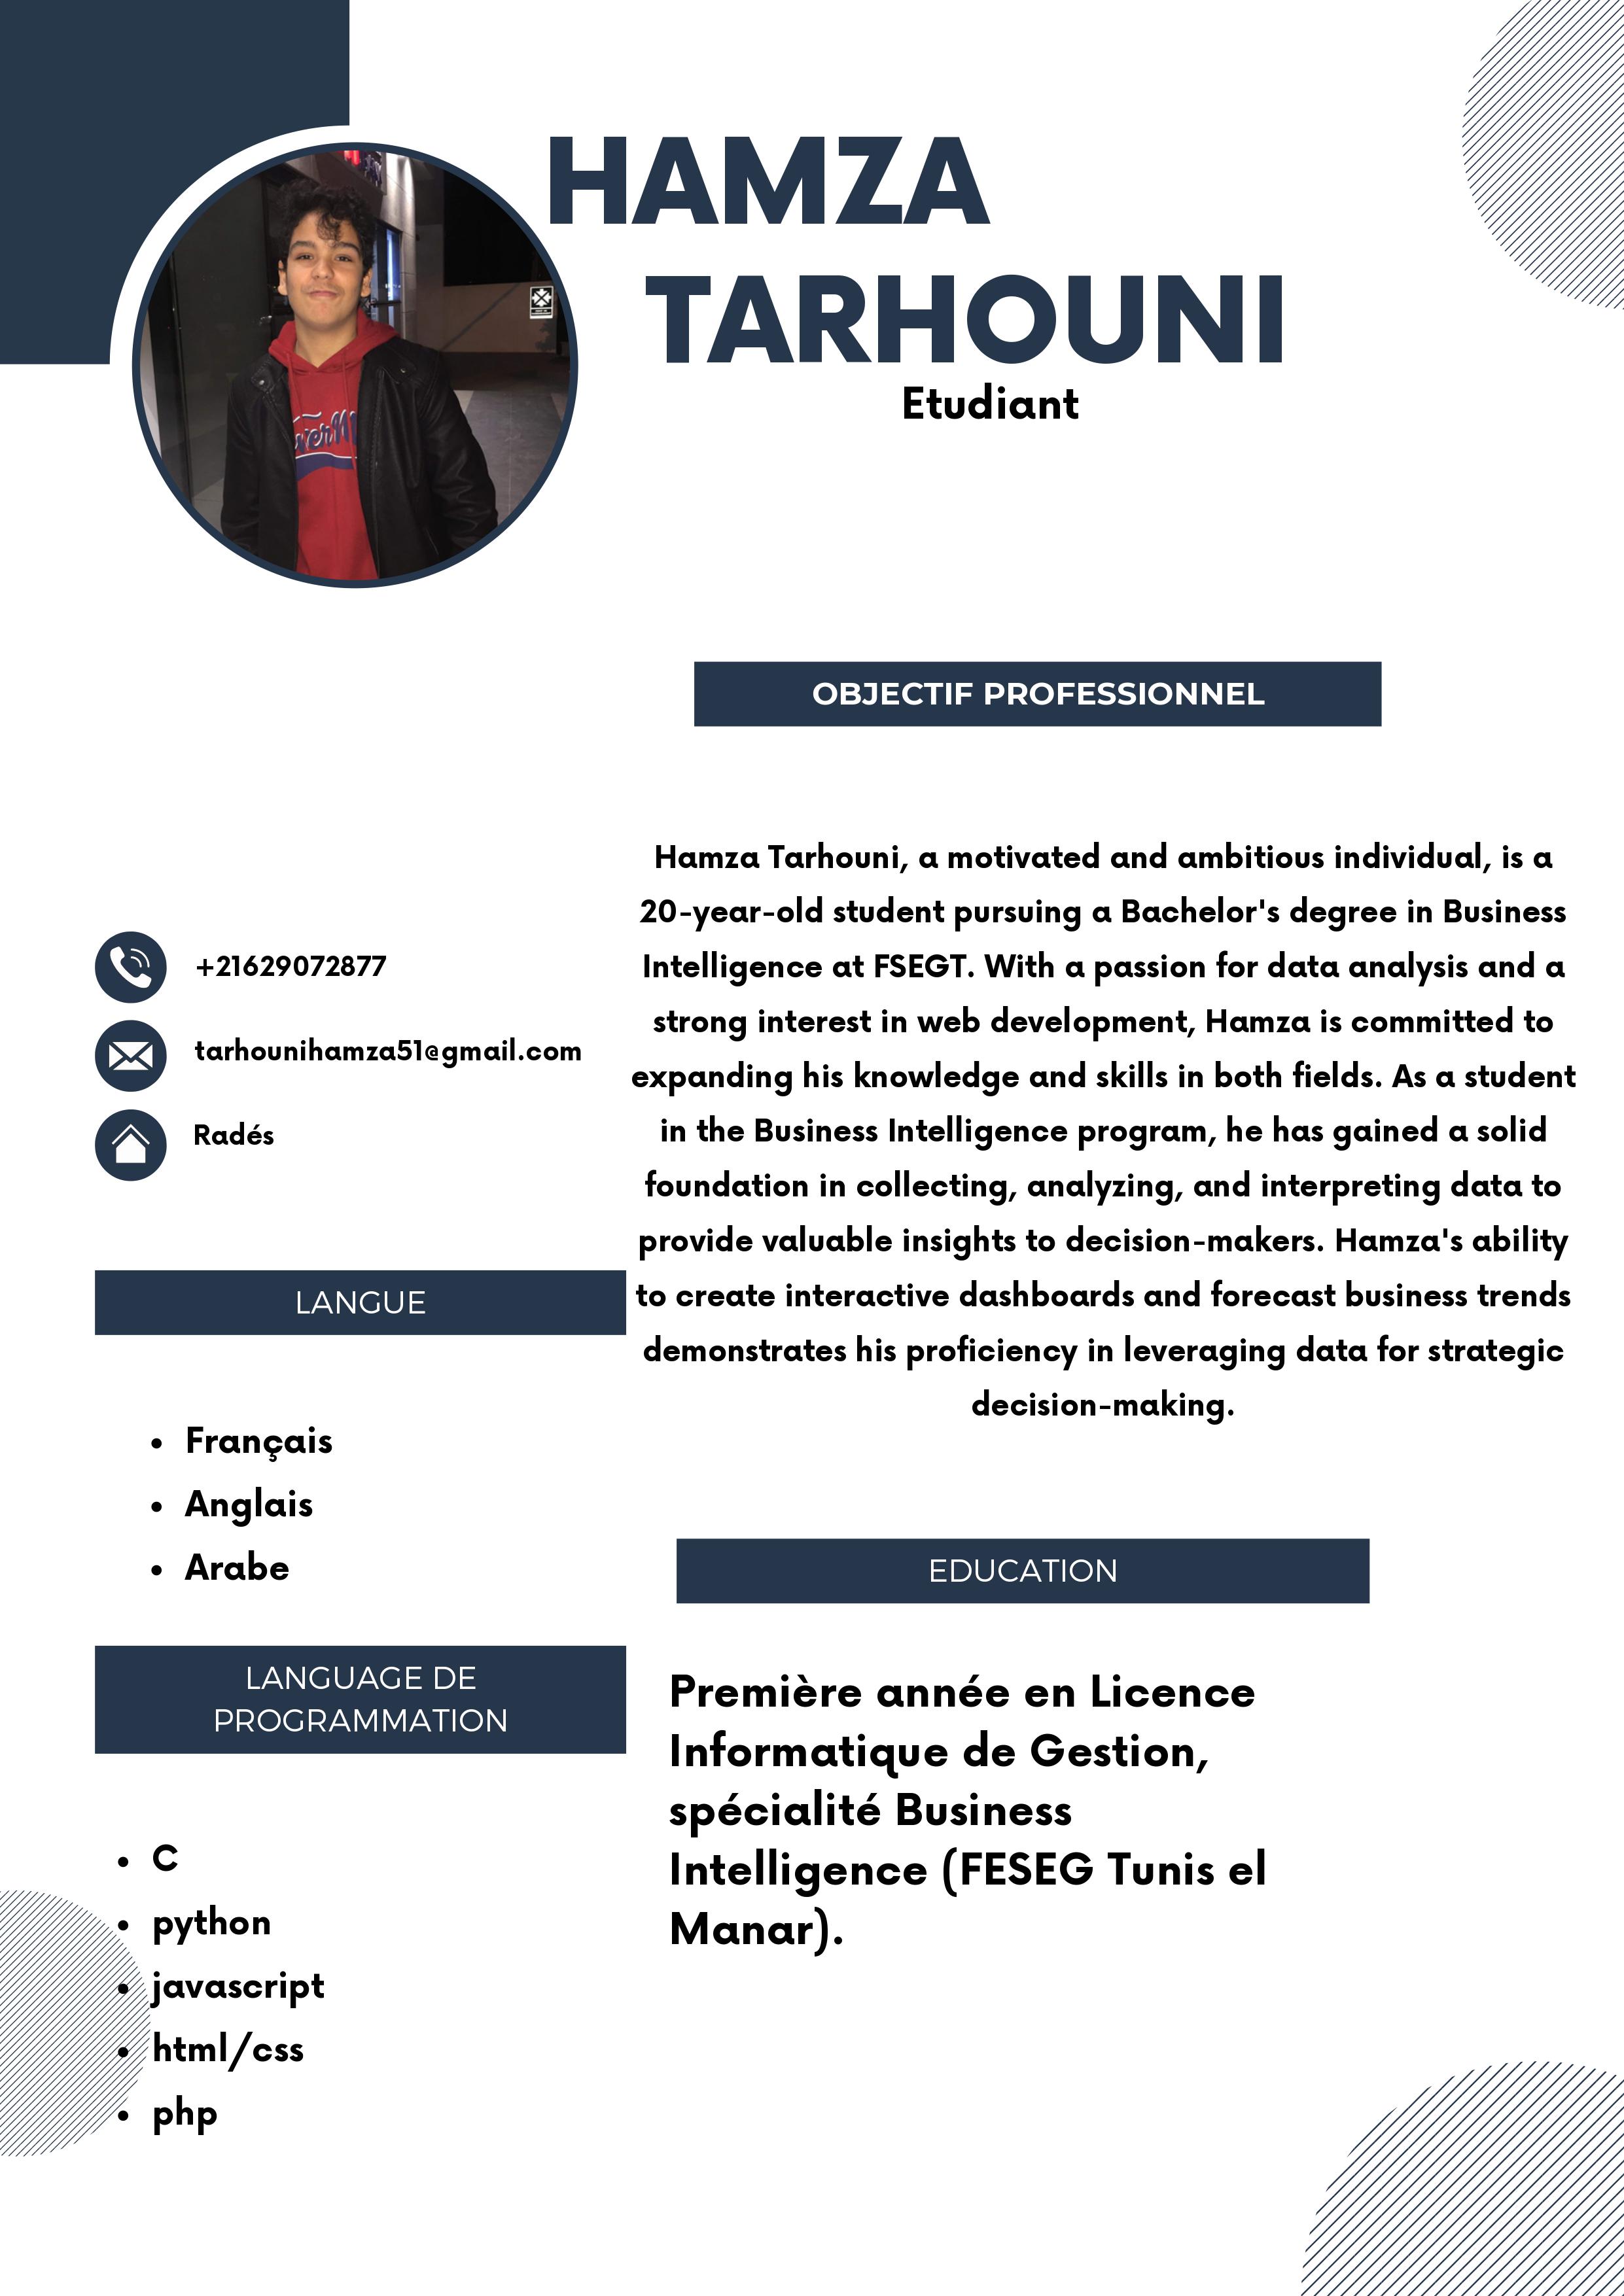 HAMZA
TARHOUNI
Etudiant
OBJECTIF PROFESSIONNEL
Hamza Tarhouni, a motivated and ambitious individual, is a
20-year-old student pursuing a Bachelor's degree in Business
Intelligence at FSEGT. With a passion for data analysis and a
strong interest in web development, Hamza is committed to
expanding his knowledge and skills in both fields. As a student
in the Business Intelligence program, he has gained a solid
foundation in collecting, analyzing, and interpreting data to
provide valuable insights to decision-makers. Hamza's ability
to create interactive dashboards and forecast business trends
demonstrates his proficiency in leveraging data for strategic
decision-making.
+21629072877
tarhounihamza51@gmail.com
Radés
LANGUE
• Français
• Anglais
• Arabe
LANGUAGE DE
PROGRAMMATION
• C
• python
• javascript
• html/css
• php
EDUCATION
Première année en Licence
Informatique de Gestion,
spécialité Business
Intelligence (FESEG Tunis el
Manar).